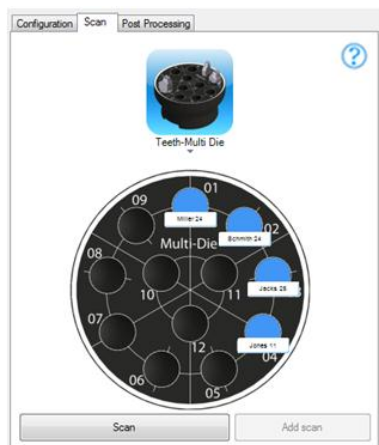 Configuration Scan Post Processing
?
Teeth-Multi Die
01
09
Miller 24
02
Schmith 24
Multi-Die
08
Jacks 25
10
11
07
Jones 11
12
04
06
05
Scan
Add scan